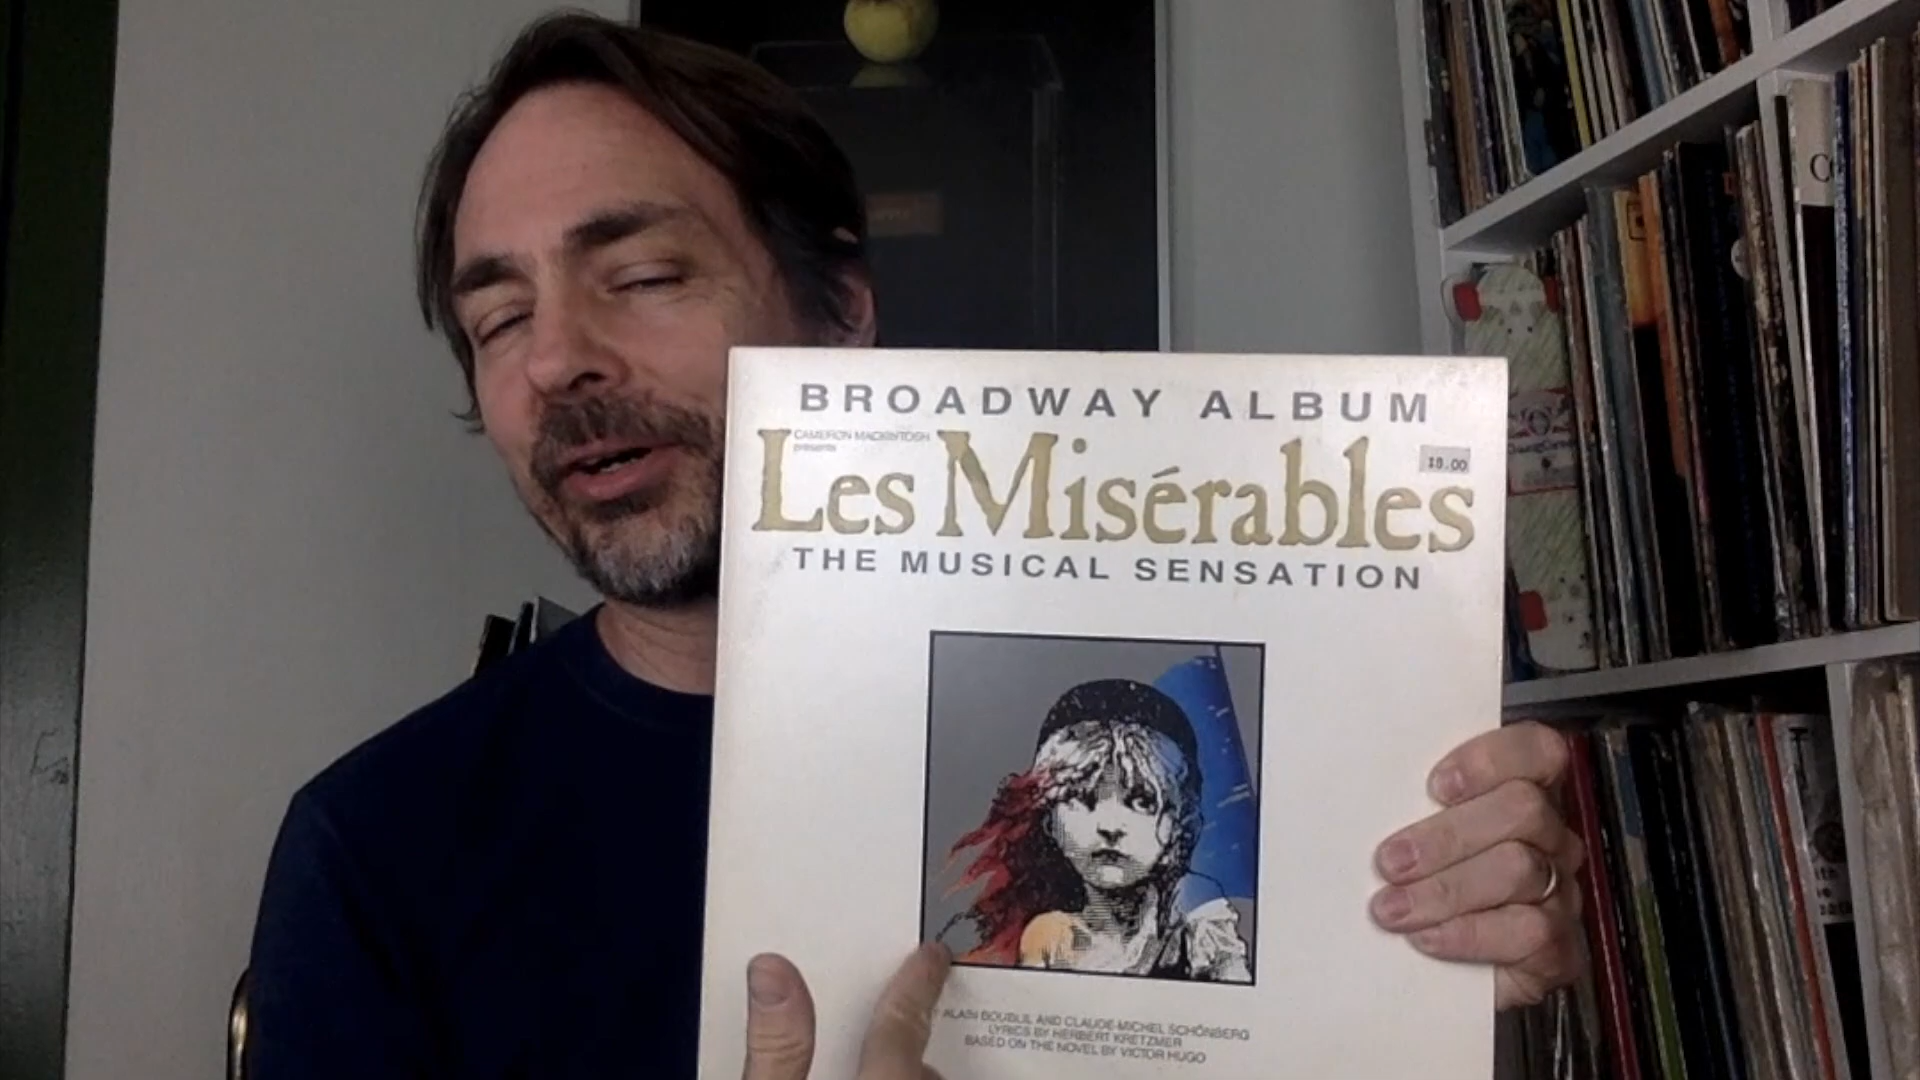 BROADWAY ALBUM
CAMERON MACKINTOSH
presents
Les Misérables
18.00
THE MUSICAL SENSATION
ALAIN BOUBLIL AND CLAUDE-MICHEL SCHÖNBERG
LYRICS BY HERBERT KRETZMER
BASED ON THE NOVEL BY VICTOR HUGO